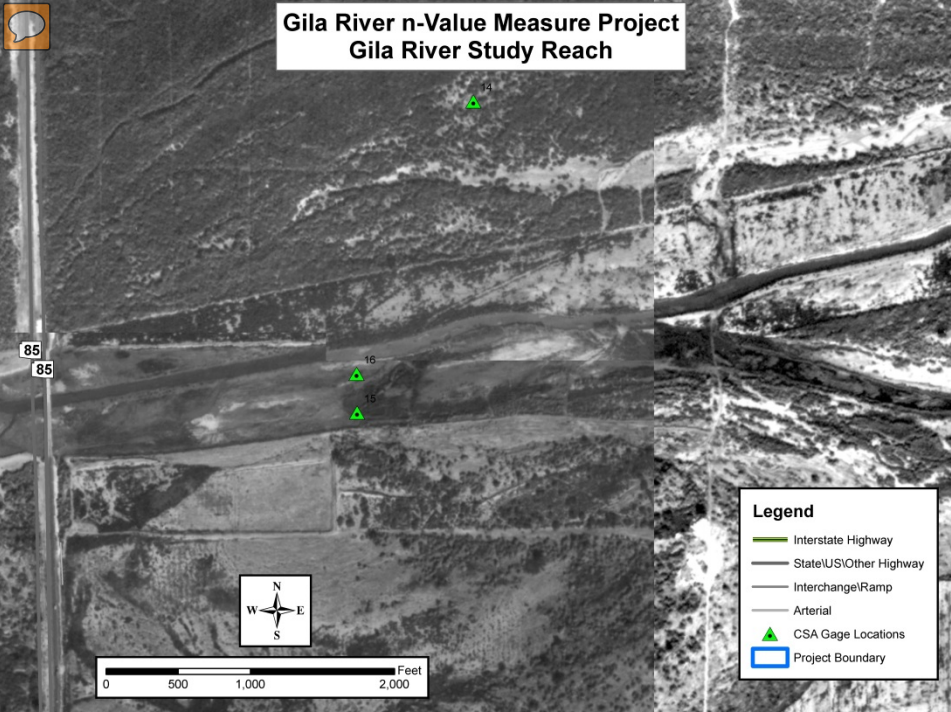 Gila River n-Value Measure Project
Gila River Study Reach
14
85
85
16
15
N
W E
S
Feet
0 500 1,000 2,000
Legend
Interstate Highway
State\US\Other Highway
Interchange\Ramp
Arterial
CSA Gage Locations
Project Boundary